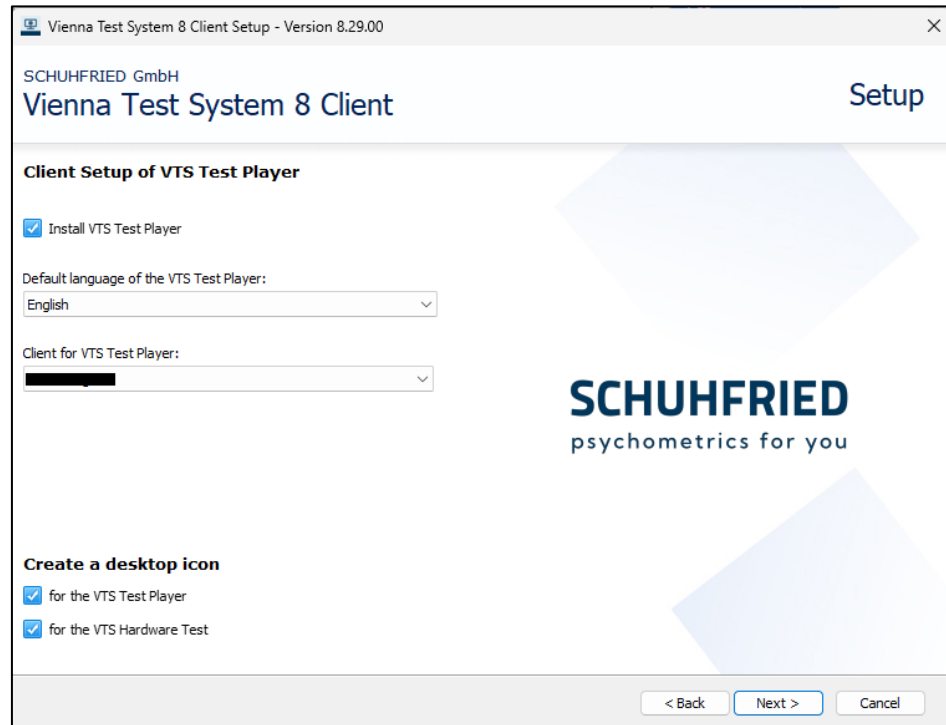 Vienna Test System 8 Client Setup - Version 8.29.00
SCHUHFRIED GmbH
Vienna Test System 8 Client
Setup
Client Setup of VTS Test Player
Install VTS Test Player
Default language of the VTS Test Player:
English
Client for VTS Test Player:
SCHUHFRIED
psychometrics for you
Create a desktop icon
for the VTS Test Player
for the VTS Hardware Test
< Back
Next >
Cancel